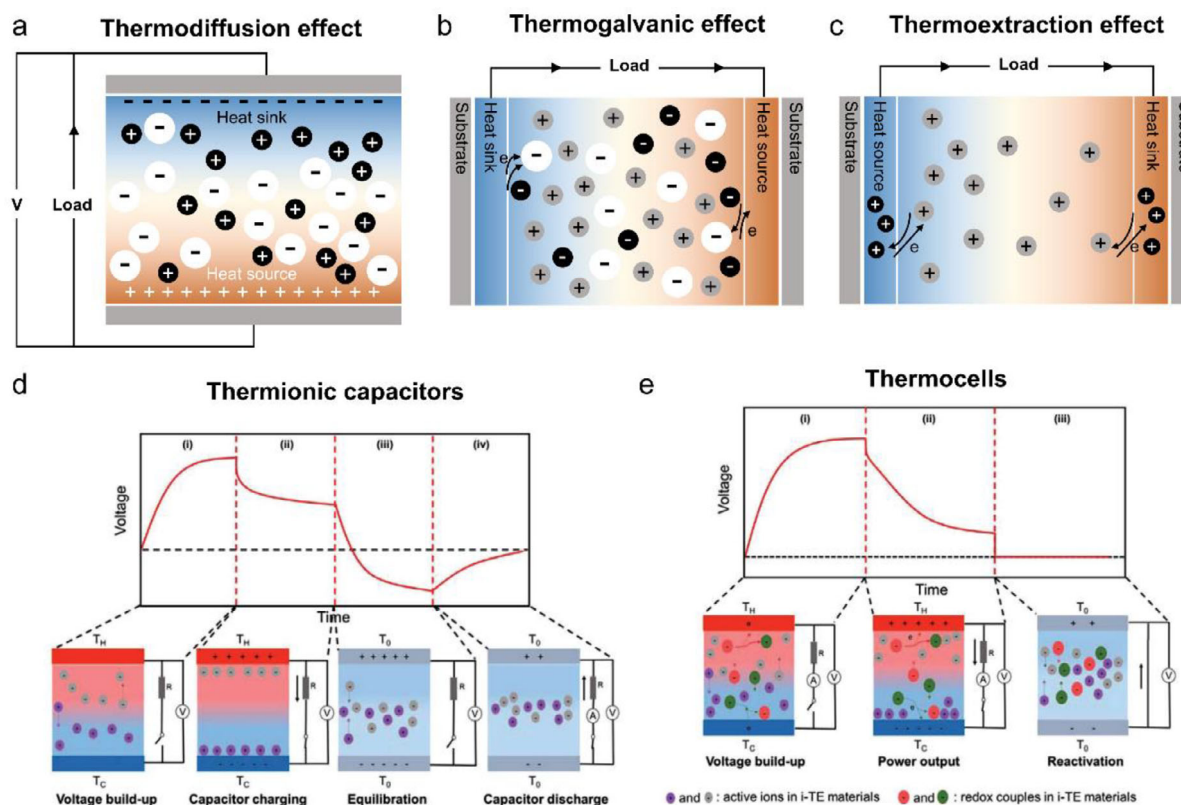 a
Thermodiffusion effect
V
Load
Heat sink
Heat source
b
Thermogalvanic effect
Load
Substrate
Heat sink
e
e
Heat source
Substrate
c
Thermoextraction effect
Load
Substrate
Heat source
e
e
Heat sink
d
Thermionic capacitors
(i)
(ii)
(iii)
(iv)
Voltage
Time
T_H
T_H
T_0
T_0
R
V
R
V
R
V
R
A
V
T_C
T_C
T_0
T_0
Voltage build-up
Capacitor charging
Equilibration
Capacitor discharge
e
Thermocells
(i)
(ii)
(iii)
Voltage
Time
T_H
T_H
T_0
R
A
V
R
A
V
V
T_C
T_C
T_0
Voltage build-up
Power output
Reactivation
and : active ions in i-TE materials
and : redox couples in i-TE materials